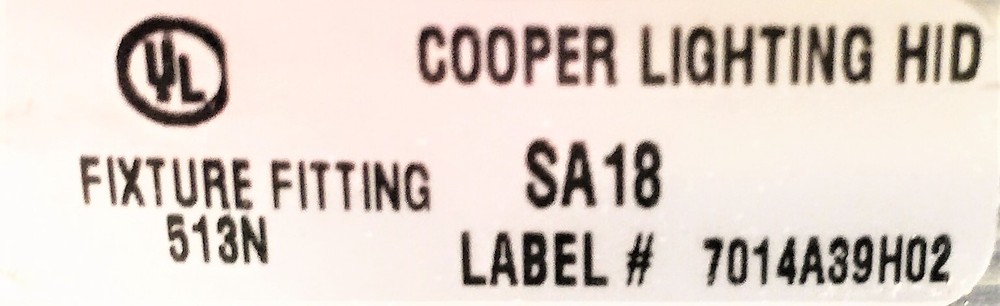 UL
COOPER LIGHTING HID
FIXTURE FITTING
513N
SA18
LABEL # 7014A39H02